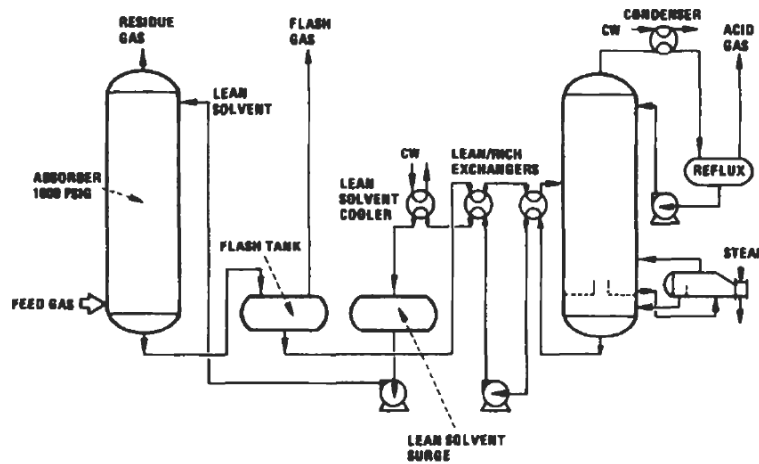 RESIDUE
GAS
FLASH
GAS
CONDENSER
CW
ACID
GAS
LEAN
SOLVENT
ABSORBER
1000 PSIG
CW
LEAN/RICH
EXCHANGERS
LEAN
SOLVENT
COOLER
REFLUX
FLASH TANK
STEAM
FEED GAS
LEAN SOLVENT
SURGE